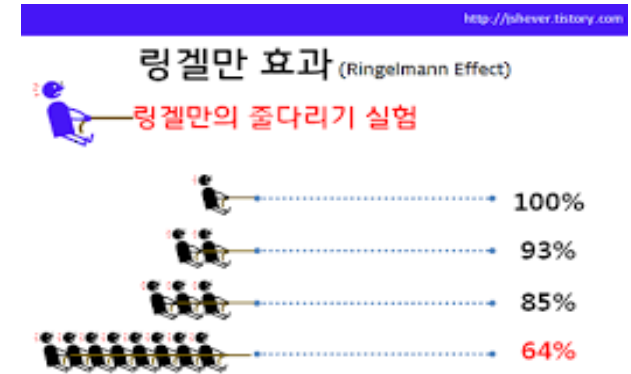 http://jshever.tistory.com
링겔만 효과 (Ringelmann Effect)
링겔만의 줄다리기 실험
100%
93%
85%
64%